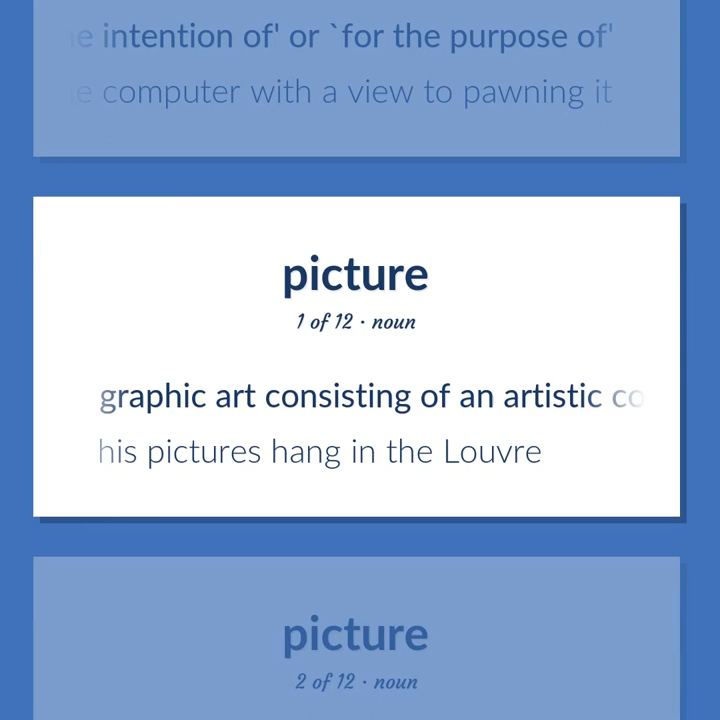 intention of' or `for the purpose of'
computer with a view to pawning it
picture
1 of 12 · noun
graphic art consisting of an artistic
his pictures hang in the Louvre
picture
2 of 12 · noun